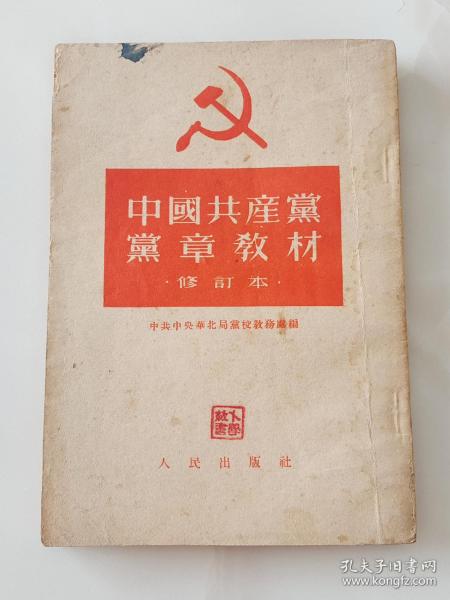 中國共産黨
黨章教材
·修訂本·
中共中央華北局黨校教務處編
人民出版社
孔夫子旧书网
www.kongfz.com